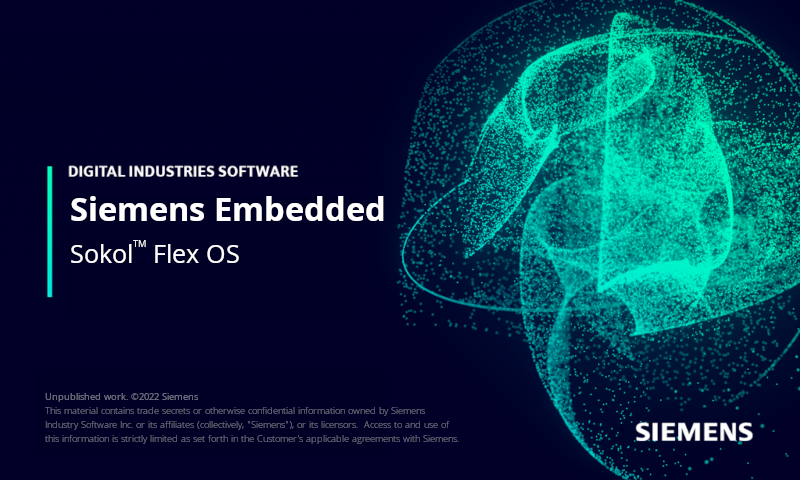 DIGITAL INDUSTRIES SOFTWARE
Siemens Embedded
Sokol™ Flex OS
Unpublished work. ©2022 Siemens
This material contains trade secrets or otherwise confidential information owned by Siemens
Industry Software Inc. or its affiliates (collectively, "Siemens"), or its licensors.  Access to and use of
this information is strictly limited as set forth in the Customer's applicable agreements with Siemens.
SIEMENS